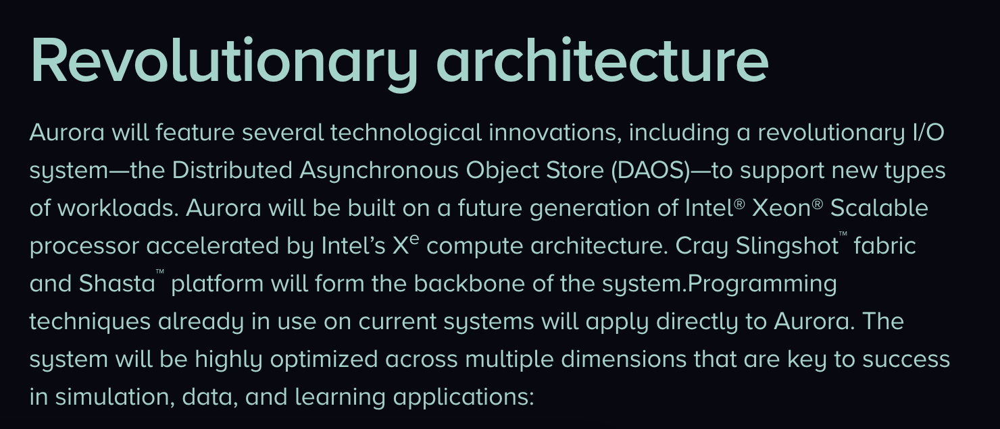 Revolutionary architecture
Aurora will feature several technological innovations, including a revolutionary I/O
system—the Distributed Asynchronous Object Store (DAOS)—to support new types
of workloads. Aurora will be built on a future generation of Intel® Xeon® Scalable
processor accelerated by Intel’s Xᵉ compute architecture. Cray Slingshot™ fabric
and Shasta™ platform will form the backbone of the system.Programming
techniques already in use on current systems will apply directly to Aurora. The
system will be highly optimized across multiple dimensions that are key to success
in simulation, data, and learning applications: